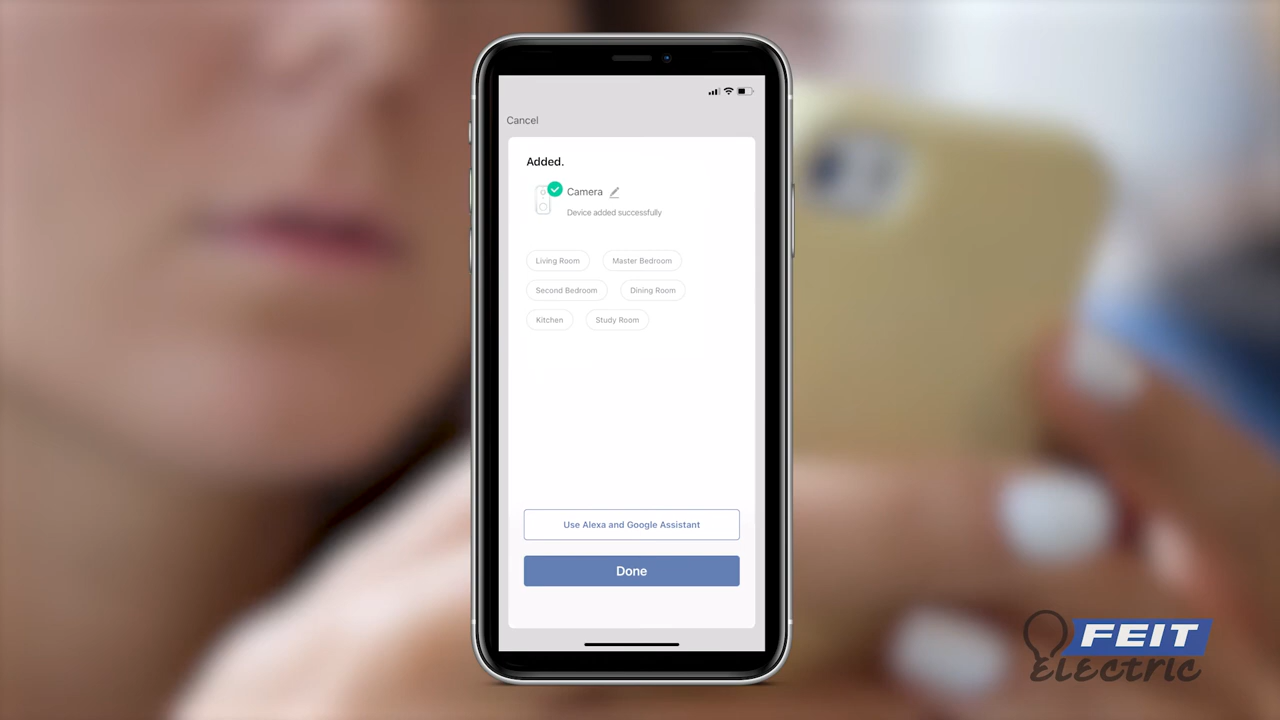 Cancel
Added.
Camera
Device added successfully
Living Room
Master Bedroom
Second Bedroom
Dining Room
Kitchen
Study Room
Use Alexa and Google Assistant
Done
FEIT
ELECTRIC